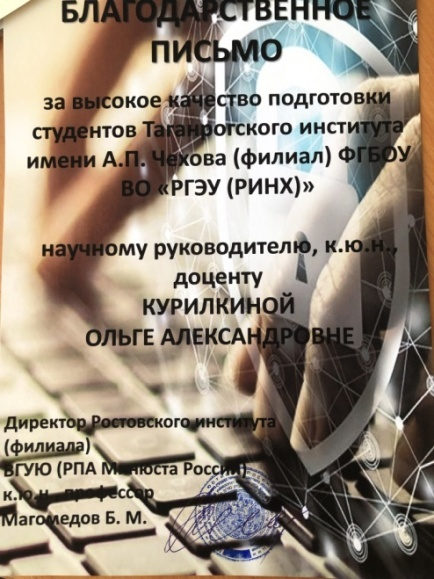 БЛАГОДАРСТВЕННОЕ
ПИСЬМО
за высокое качество подготовки
студентов Таганрогского института
имени А.П. Чехова (филиал) ФГБОУ
ВО «РГЭУ (РИНХ)»
научному руководителю, к.ю.н.,
доценту
КУРИЛКИНОЙ
ОЛЬГЕ АЛЕКСАНДРОВНЕ
Директор Ростовского института
(филиала)
ВГУЮ (РПА Минюста России)
к.ю.н., профессор
Магомедов Б. М.